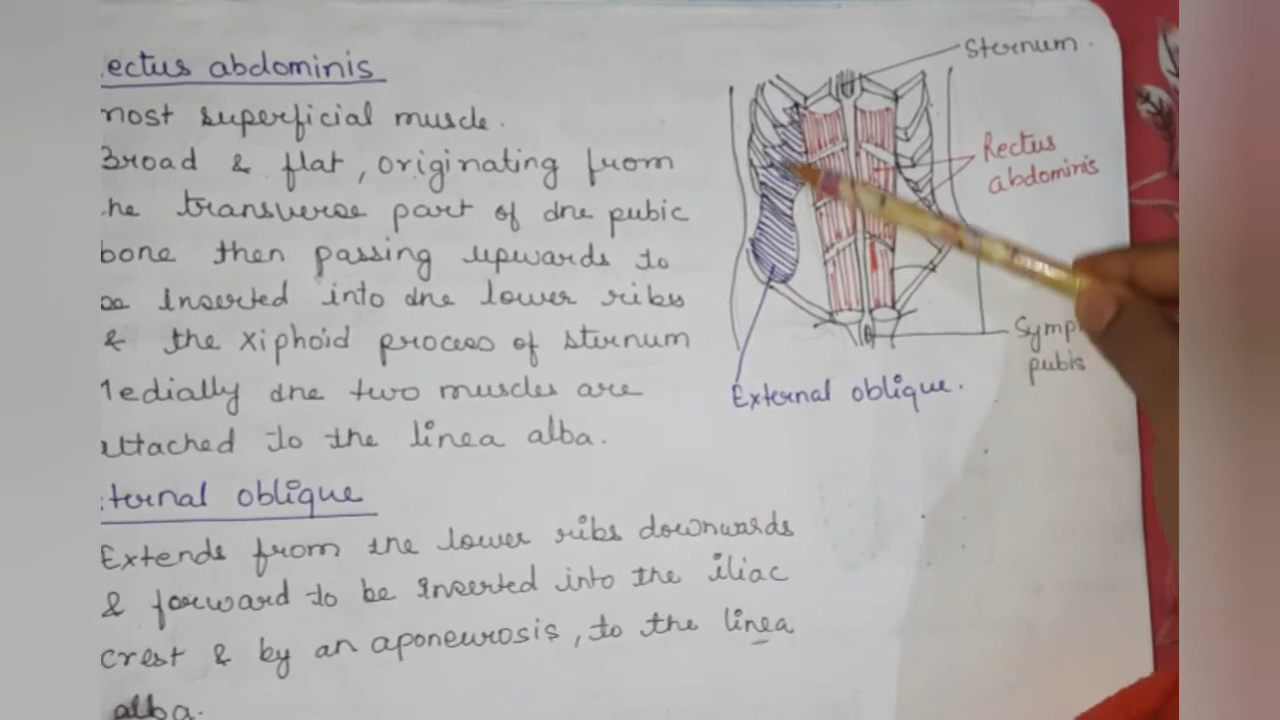 ectus abdominis
most superficial muscle.
Broad & flat, originating from
he transverse part of the pubic
bone then passing upwards to
be inserted into the lower ribs
& the xiphoid process of sternum
Medially the two muscles are
attached to the linea alba.
ternal oblique
Extends from the lower ribs downwards
& forward to be inserted into the iliac
crest & by an aponeurosis, to the linea
alba.
Sternum.
Rectus
abdominis
Symp
pubis
External oblique.